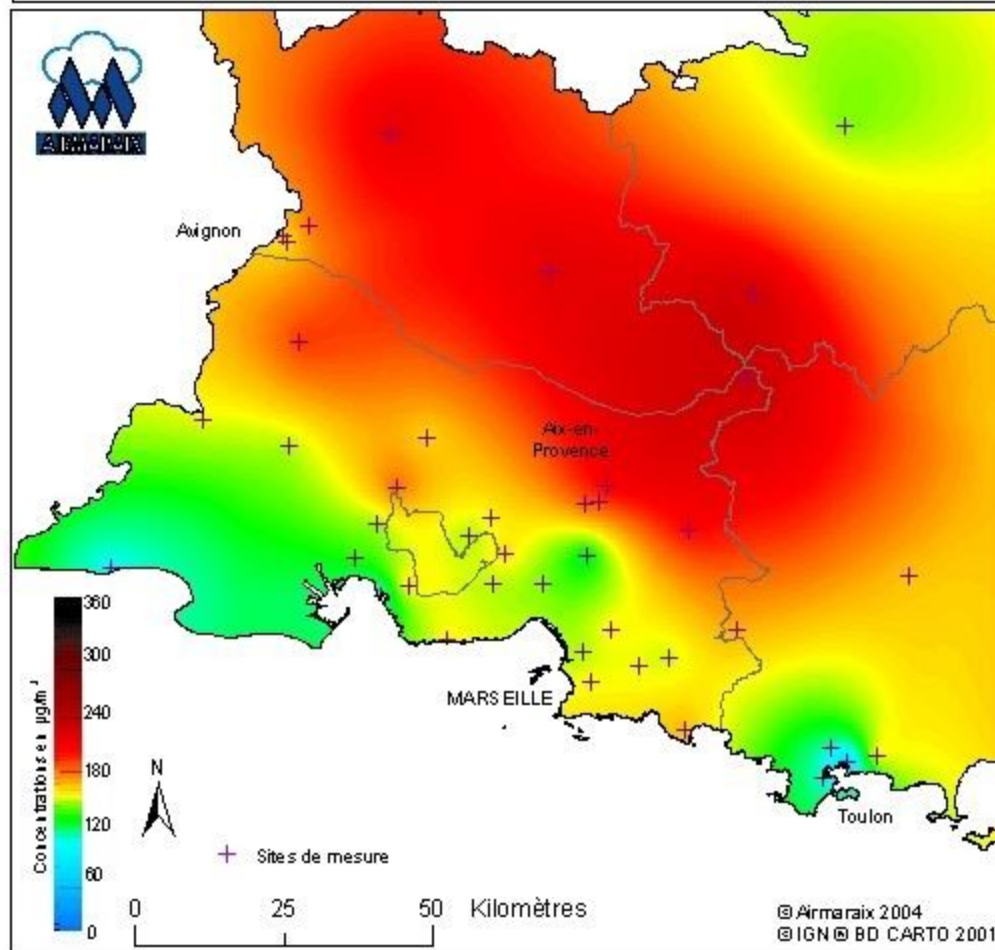 AIRMARAIX
Avignon
Aix-en-
Provence
MARSEILLE
Toulon
Concentrations en µg/m³
360
300
240
180
120
60
0
N
Sites de mesure
0 25 50 Kilomètres
© Airmaraix 2004
© IGN ® BD CARTO 2001